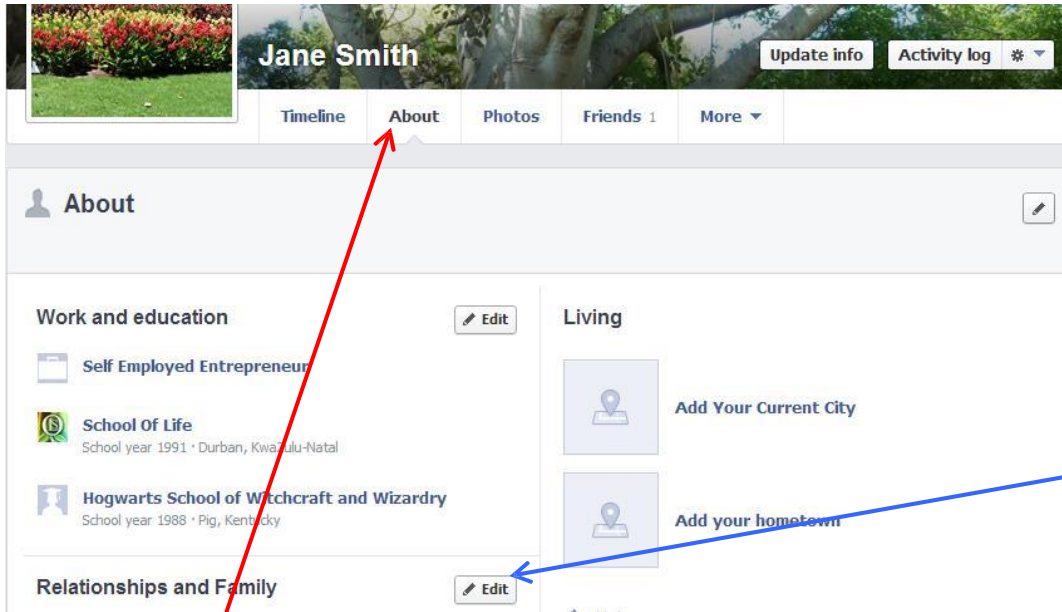 Jane Smith
Update info
Activity log
Timeline About Photos Friends 1 More
About
Work and education
Edit
Self Employed Entrepreneur
School Of Life
School year 1991 · Durban, KwaZulu-Natal
Hogwarts School of Witchcraft and Wizardry
School year 1988 · Pig, Kentucky
Relationships and Family
Edit
Living
Add Your Current City
Add your hometown